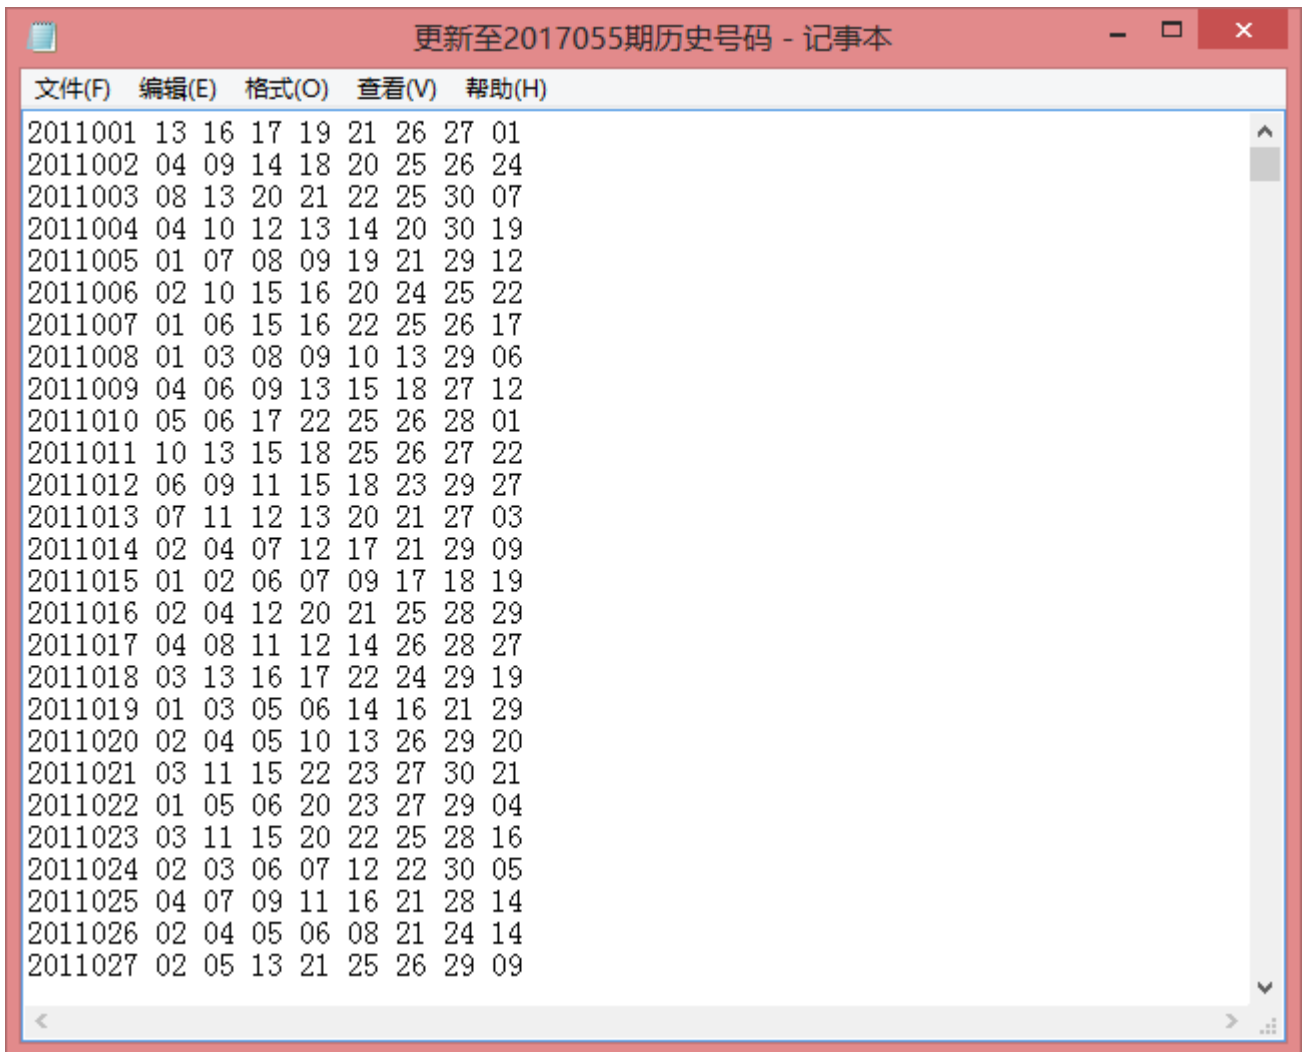 更新至2017055期历史号码 - 记事本
文件(F) 编辑(E) 格式(O) 查看(V) 帮助(H)
2011001 13 16 17 19 21 26 27 01
2011002 04 09 14 18 20 25 26 24
2011003 08 13 20 21 22 25 30 07
2011004 04 10 12 13 14 20 30 19
2011005 01 07 08 09 19 21 29 12
2011006 02 10 15 16 20 24 25 22
2011007 01 06 15 16 22 25 26 17
2011008 01 03 08 09 10 13 29 06
2011009 04 06 09 13 15 18 27 12
2011010 05 06 17 22 25 26 28 01
2011011 10 13 15 18 25 26 27 22
2011012 06 09 11 15 18 23 29 27
2011013 07 11 12 13 20 21 27 03
2011014 02 04 07 12 17 21 29 09
2011015 01 02 06 07 09 17 18 19
2011016 02 04 12 20 21 25 28 29
2011017 04 08 11 12 14 26 28 27
2011018 03 13 16 17 22 24 29 19
2011019 01 03 05 06 14 16 21 29
2011020 02 04 05 10 13 26 29 20
2011021 03 11 15 22 23 27 30 21
2011022 01 05 06 20 23 27 29 04
2011023 03 11 15 20 22 25 28 16
2011024 02 03 06 07 12 22 30 05
2011025 04 07 09 11 16 21 28 14
2011026 02 04 05 06 08 21 24 14
2011027 02 05 13 21 25 26 29 09